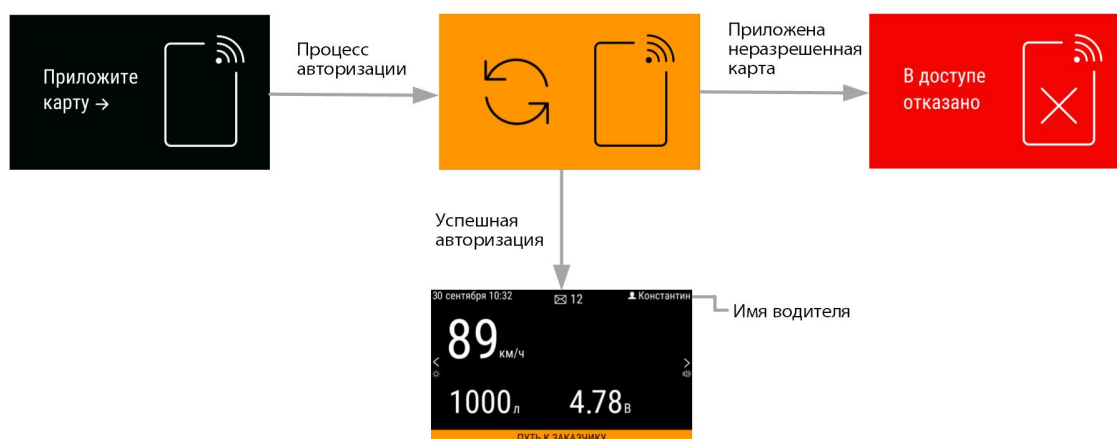 Приложите
карту →
Процесс
авторизации
Приложена
неразрешенная
карта
В доступе
отказано
Успешная
авторизация
30 сентября 10:32
12
Константин
Имя водителя
89 км/ч
1000 л
4.78 В
ПУТЬ К ЗАКАЗЧИКУ